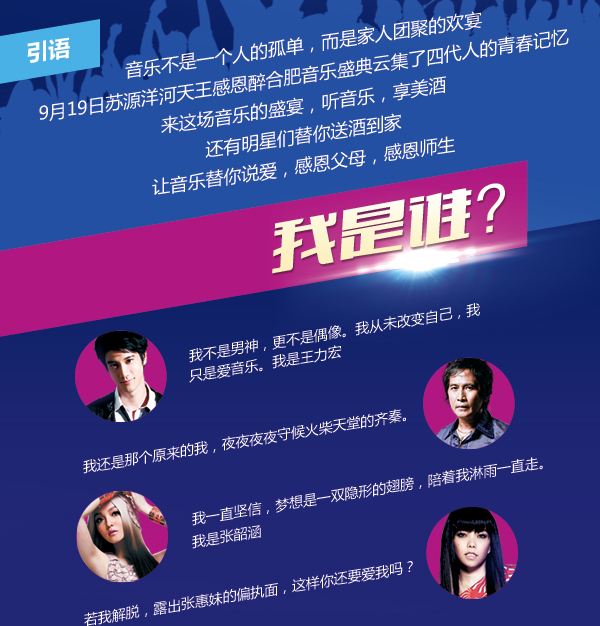 引语
音乐不是一个人的孤单，而是家人团聚的欢宴
9月19日苏源洋河天王感恩醉合肥音乐盛典云集了四代人的青春记忆
来这场音乐的盛宴，听音乐，享美酒
还有明星们替你送酒到家
让音乐替你说爱，感恩父母，感恩师生
我是谁？
我不是男神，更不是偶像。我从未改变自己，我
只是爱音乐。我是王力宏
我还是那个原来的我，夜夜夜夜守候火柴天堂的齐秦。
我一直坚信，梦想是一双隐形的翅膀，陪着我淋雨一直走。
我是张韶涵
若我解脱，露出张惠妹的偏执面，这样你还要爱我吗？